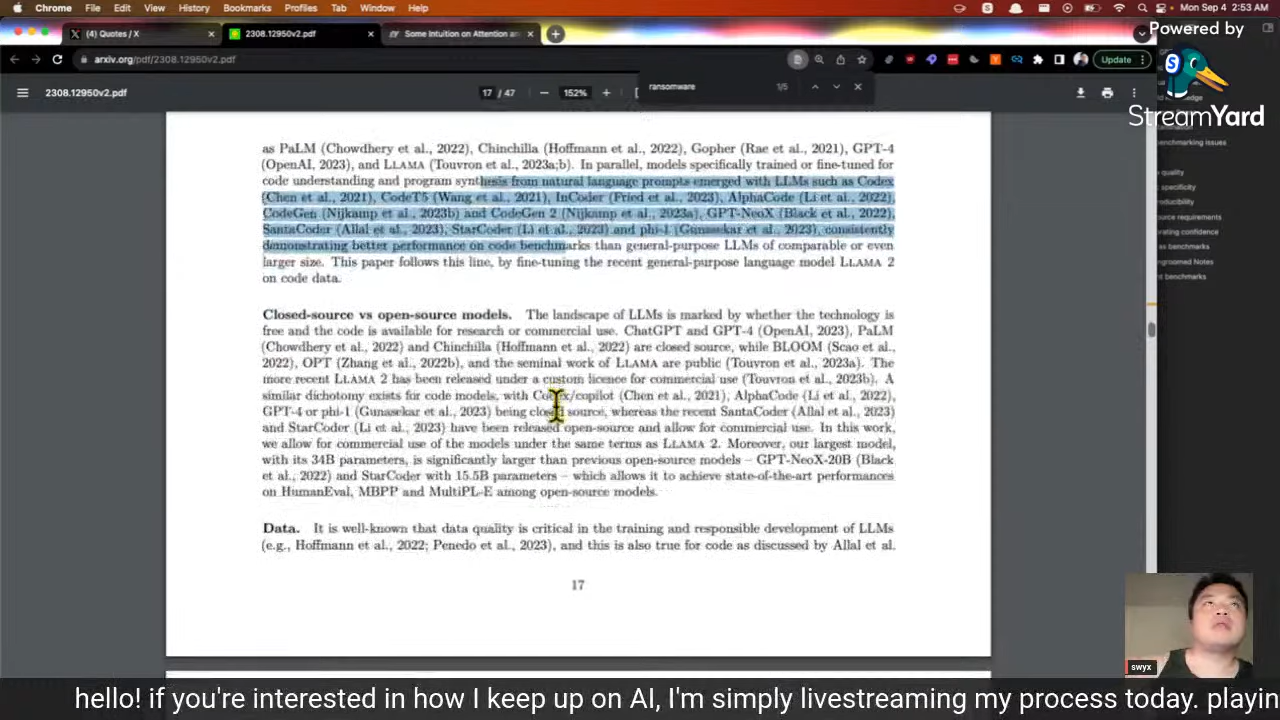 Chrome File Edit View History Bookmarks Profiles Tab Window Help Mon Sep 4 2:53 AM
(4) Quotes / X 2308.12950v2.pdf Some Intuition on Attention an
Powered by
StreamYard
arxiv.org/pdf/2308.12950v2.pdf Update
ransomware 1/5
2308.12950v2.pdf 17 / 47 152%
enchmarking issues
quality
specificity
ducibility
ource requirements
rating confidence
as benchmarks
ngroomed Notes
t benchmarks
as PaLM (Chowdhery et al., 2022), Chinchilla (Hoffmann et al., 2022), Gopher (Rae et al., 2021), GPT-4
(OpenAI, 2023), and LLAMA (Touvron et al., 2023a;b). In parallel, models specifically trained or fine-tuned for
code understanding and program synthesis from natural language prompts emerged with LLMs such as Codex
(Chen et al., 2021), CodeT5 (Wang et al., 2021), InCoder (Fried et al., 2023), AlphaCode (Li et al., 2022),
CodeGen (Nijkamp et al., 2023b) and CodeGen 2 (Nijkamp et al., 2023a), GPT-NeoX (Black et al., 2022),
SantaCoder (Allal et al., 2023), StarCoder (Li et al., 2023) and phi-1 (Gunasekar et al., 2023), consistently
demonstrating better performance on code benchmarks than general-purpose LLMs of comparable or even
larger size. This paper follows this line, by fine-tuning the recent general-purpose language model LLAMA 2
on code data.
Closed-source vs open-source models. The landscape of LLMs is marked by whether the technology is
free and the code is available for research or commercial use. ChatGPT and GPT-4 (OpenAI, 2023), PaLM
(Chowdhery et al., 2022) and Chinchilla (Hoffmann et al., 2022) are closed source, while BLOOM (Scao et al.,
2022), OPT (Zhang et al., 2022b), and the seminal work of LLAMA are public (Touvron et al., 2023a). The
more recent LLAMA 2 has been released under a custom licence for commercial use (Touvron et al., 2023b). A
similar dichotomy exists for code models, with Codex/copilot (Chen et al., 2021), AlphaCode (Li et al., 2022),
GPT-4 or phi-1 (Gunasekar et al., 2023) being closed source, whereas the recent SantaCoder (Allal et al., 2023)
and StarCoder (Li et al., 2023) have been released open-source and allow for commercial use. In this work,
we allow for commercial use of the models under the same terms as LLAMA 2. Moreover, our largest model,
with its 34B parameters, is significantly larger than previous open-source models – GPT-NeoX-20B (Black
et al., 2022) and StarCoder with 15.5B parameters – which allows it to achieve state-of-the-art performances
on HumanEval, MBPP and MultiPL-E among open-source models.
Data. It is well-known that data quality is critical in the training and responsible development of LLMs
(e.g., Hoffmann et al., 2022; Penedo et al., 2023), and this is also true for code as discussed by Allal et al.
17
swyx
hello! if you're interested in how I keep up on AI, I'm simply livestreaming my process today. playin